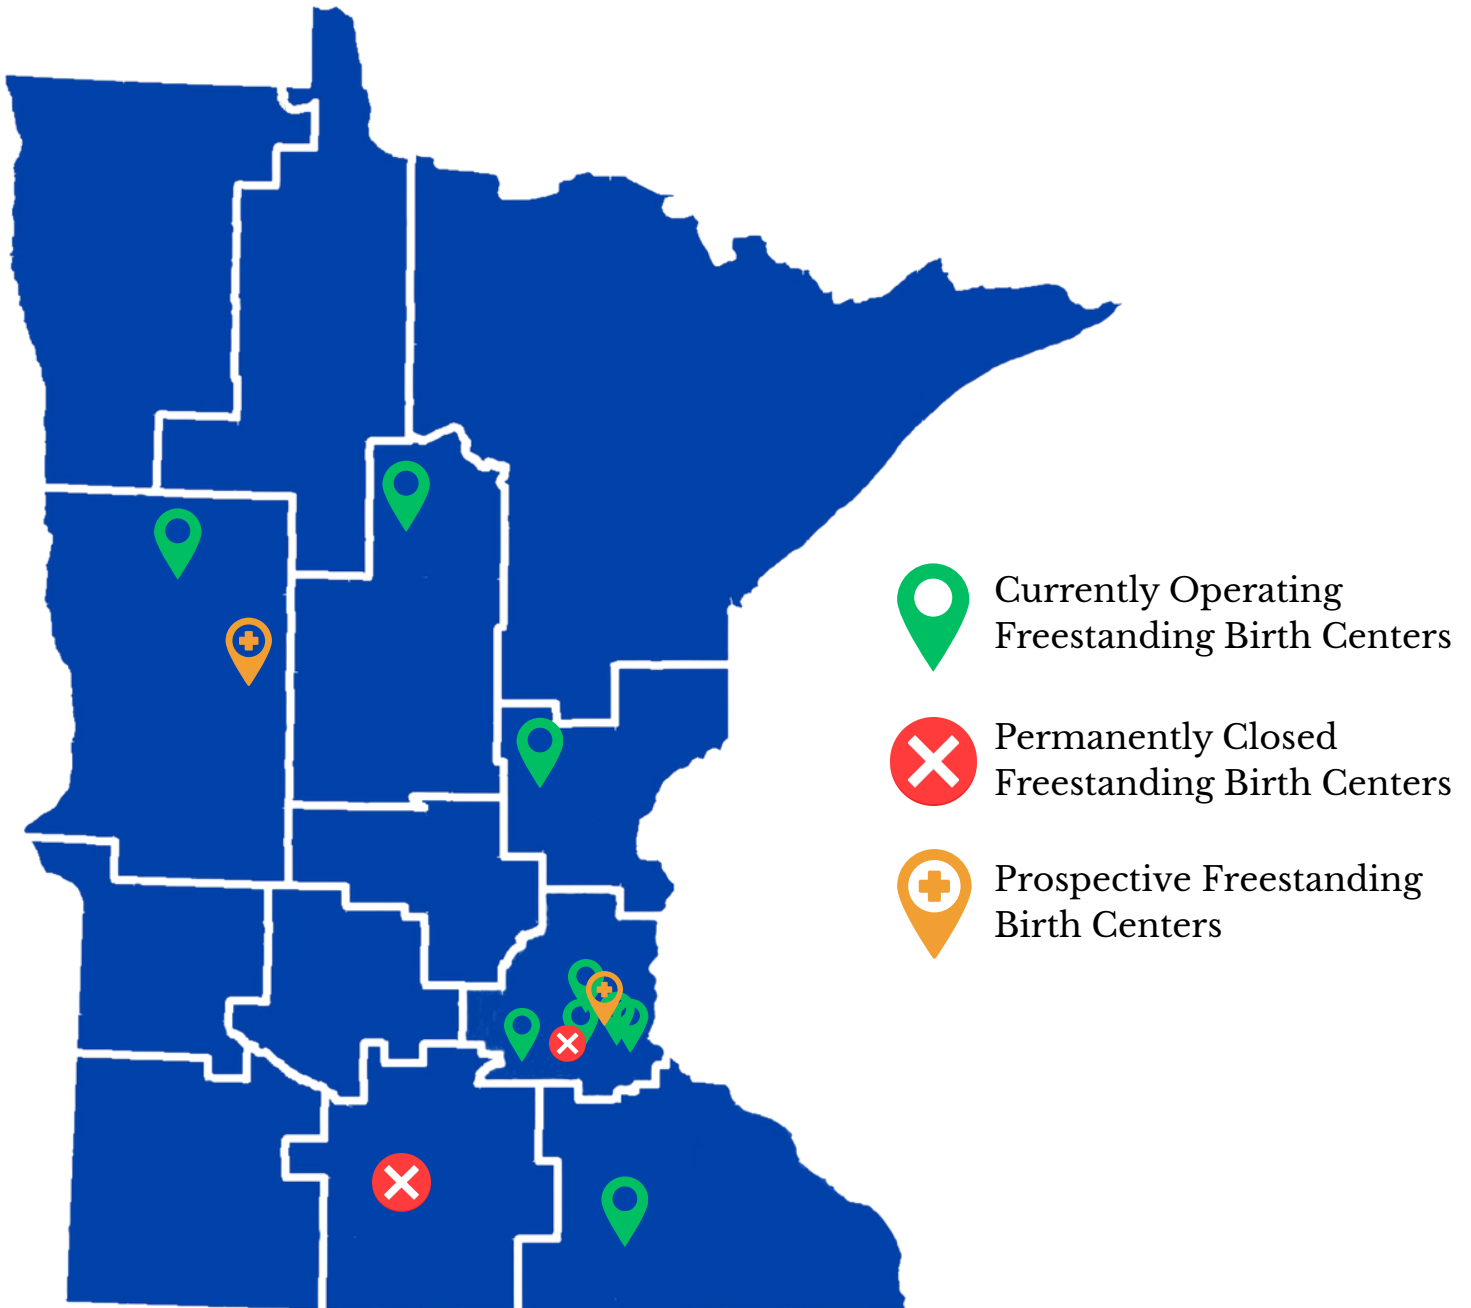 Currently Operating
Freestanding Birth Centers
Permanently Closed
Freestanding Birth Centers
Prospective Freestanding
Birth Centers